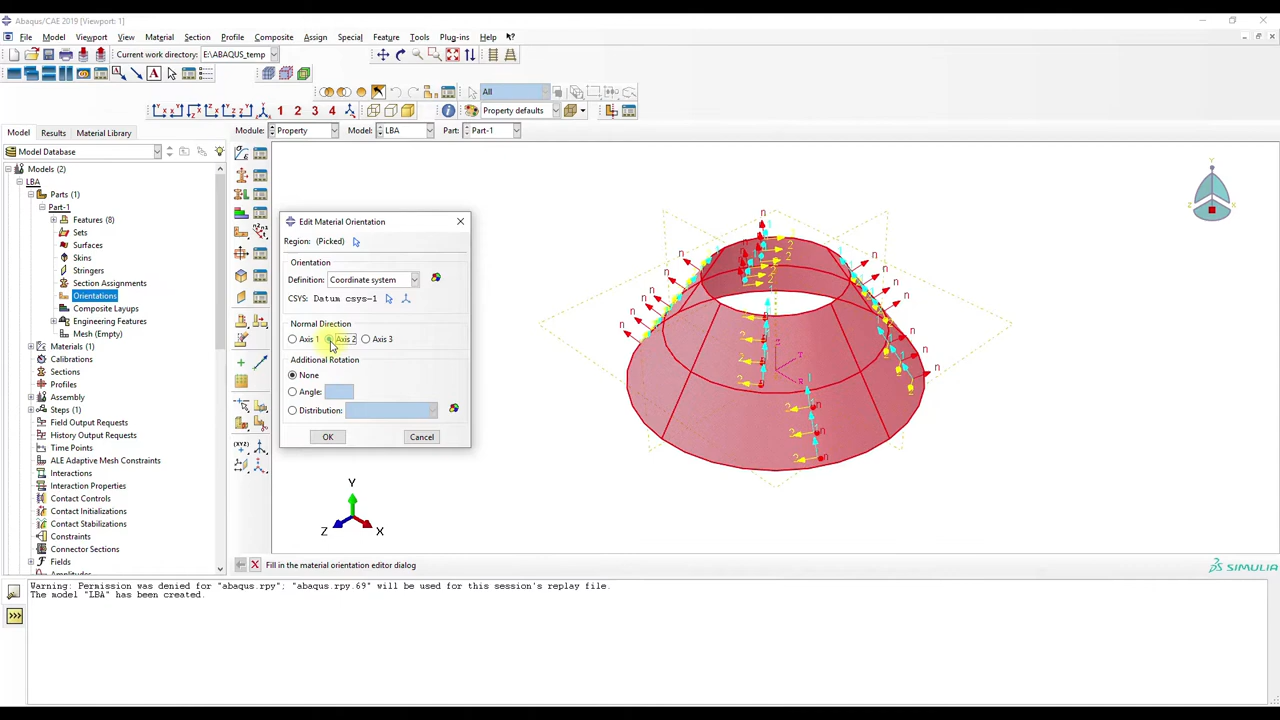 Abaqus/CAE 2019 [Viewport: 1]
File Model Viewport View Material Section Profile Composite Assign Special Feature Tools Plug-ins Help
Current work directory: E:\ABAQUS_temp
All
1 2 3 4 Property defaults
Model Results Material Library Module: Property Model: LBA Part: Part-1
Model Database
Models (2)
LBA
Parts (1)
Part-1
Features (8)
Sets
Surfaces
Skins
Stringers
Section Assignments
Orientations
Composite Layups
Engineering Features
Mesh (Empty)
Materials (1)
Calibrations
Sections
Profiles
Assembly
Steps (1)
Field Output Requests
History Output Requests
Time Points
ALE Adaptive Mesh Constraints
Interactions
Interaction Properties
Contact Controls
Contact Initializations
Contact Stabilizations
Constraints
Connector Sections
Fields
Amplitudes
Edit Material Orientation
Region: (Picked)
Orientation
Definition: Coordinate system
CSYS: Datum csys-1
Normal Direction
Axis 1 Axis 2 Axis 3
Additional Rotation
None
Angle:
Distribution:
OK Cancel
Y
Z X
Fill in the material orientation editor dialog
SIMULIA
Warning: Permission was denied for "abaqus.rpy"; "abaqus.rpy.69" will be used for this session's replay file.
The model "LBA" has been created.